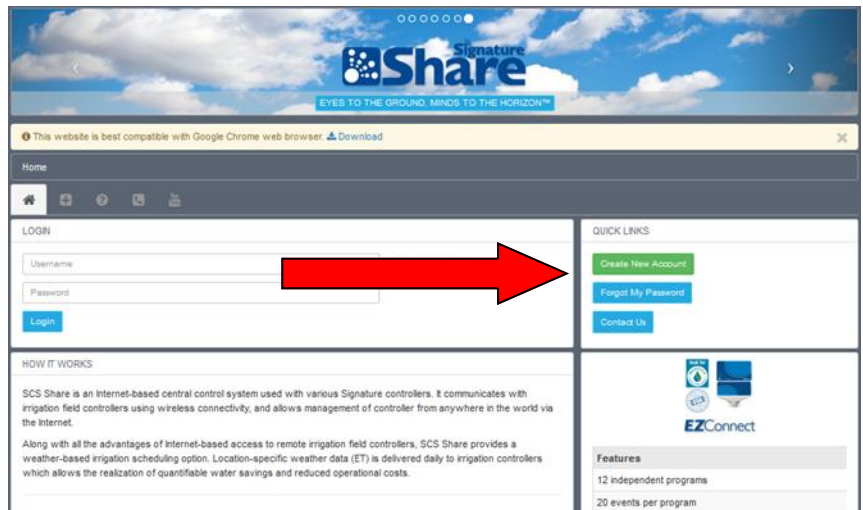 Signature
Share
EYES TO THE GROUND, MINDS TO THE HORIZON™
This website is best compatible with Google Chrome web browser. Download
Home
LOGIN
Username
Password
Login
QUICK LINKS
Create New Account
Forgot My Password
Contact Us
HOW IT WORKS
SCS Share is an Internet-based central control system used with various Signature controllers. It communicates with
irrigation field controllers using wireless connectivity, and allows management of controller from anywhere in the world via
the Internet.
Along with all the advantages of Internet-based access to remote irrigation field controllers, SCS Share provides a
weather-based irrigation scheduling option. Location-specific weather data (ET) is delivered daily to irrigation controllers
which allows the realization of quantifiable water savings and reduced operational costs.
EZConnect
Features
12 independent programs
20 events per program